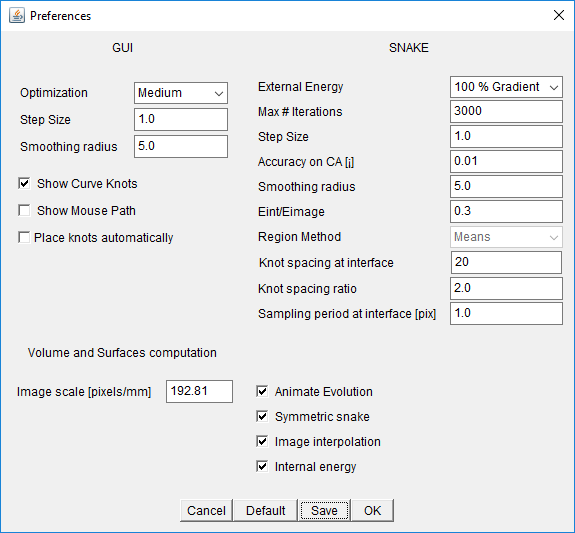 Preferences
GUI
Optimization Medium
Step Size 1.0
Smoothing radius 5.0
Show Curve Knots
Show Mouse Path
Place knots automatically
SNAKE
External Energy 100 % Gradient
Max # Iterations 3000
Step Size 1.0
Accuracy on CA [¡] 0.01
Smoothing radius 5.0
Eint/Eimage 0.3
Region Method Means
Knot spacing at interface 20
Knot spacing ratio 2.0
Sampling period at interface [pix] 1.0
Volume and Surfaces computation
Image scale [pixels/mm] 192.81
Animate Evolution
Symmetric snake
Image interpolation
Internal energy
Cancel Default Save OK